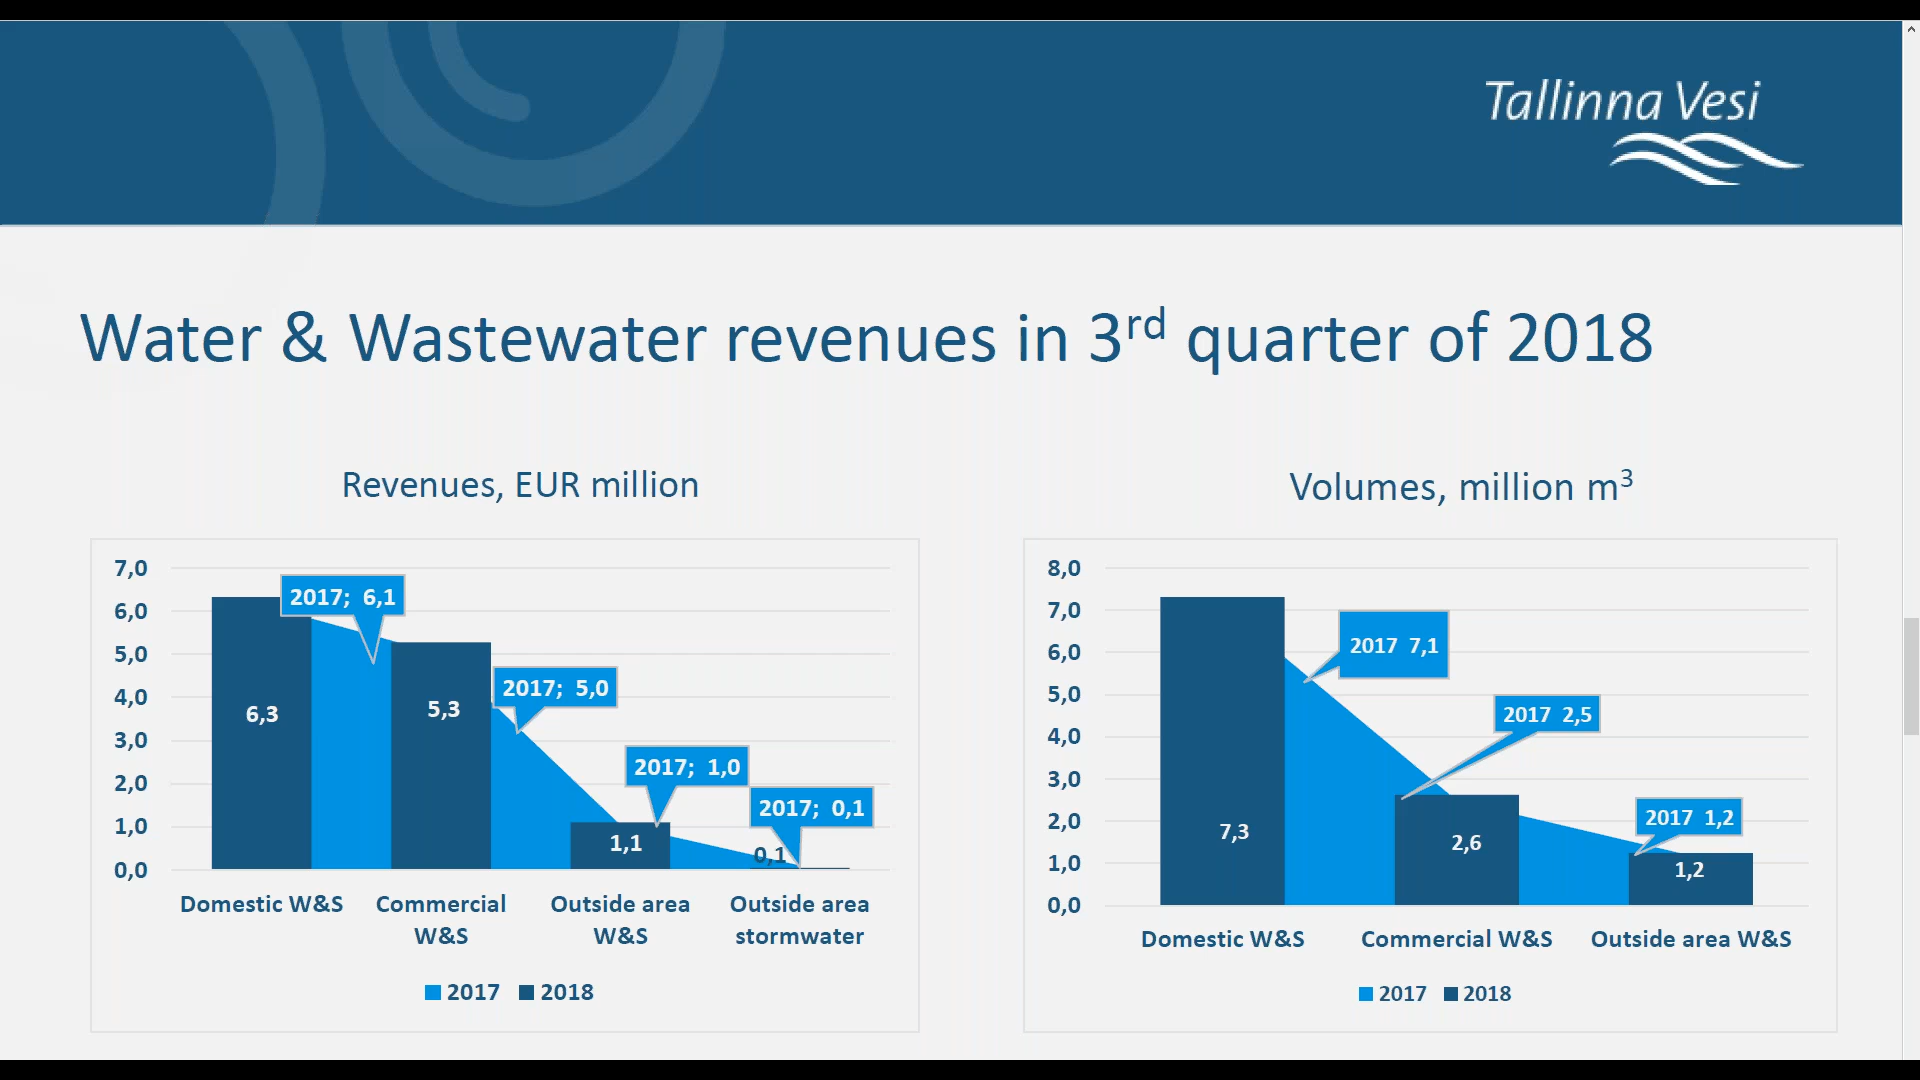 Tallinna Vesi
Water & Wastewater revenues in 3rd quarter of 2018
Revenues, EUR million
7,0
6,0
5,0
4,0
3,0
2,0
1,0
0,0
2017; 6,1
2017; 5,0
2017; 1,0
2017; 0,1
6,3
5,3
1,1
0,1
Domestic W&S
Commercial
W&S
Outside area
W&S
Outside area
stormwater
2017 2018
Volumes, million m3
8,0
7,0
6,0
5,0
4,0
3,0
2,0
1,0
0,0
2017 7,1
2017 2,5
2017 1,2
7,3
2,6
1,2
Domestic W&S
Commercial W&S
Outside area W&S
2017 2018